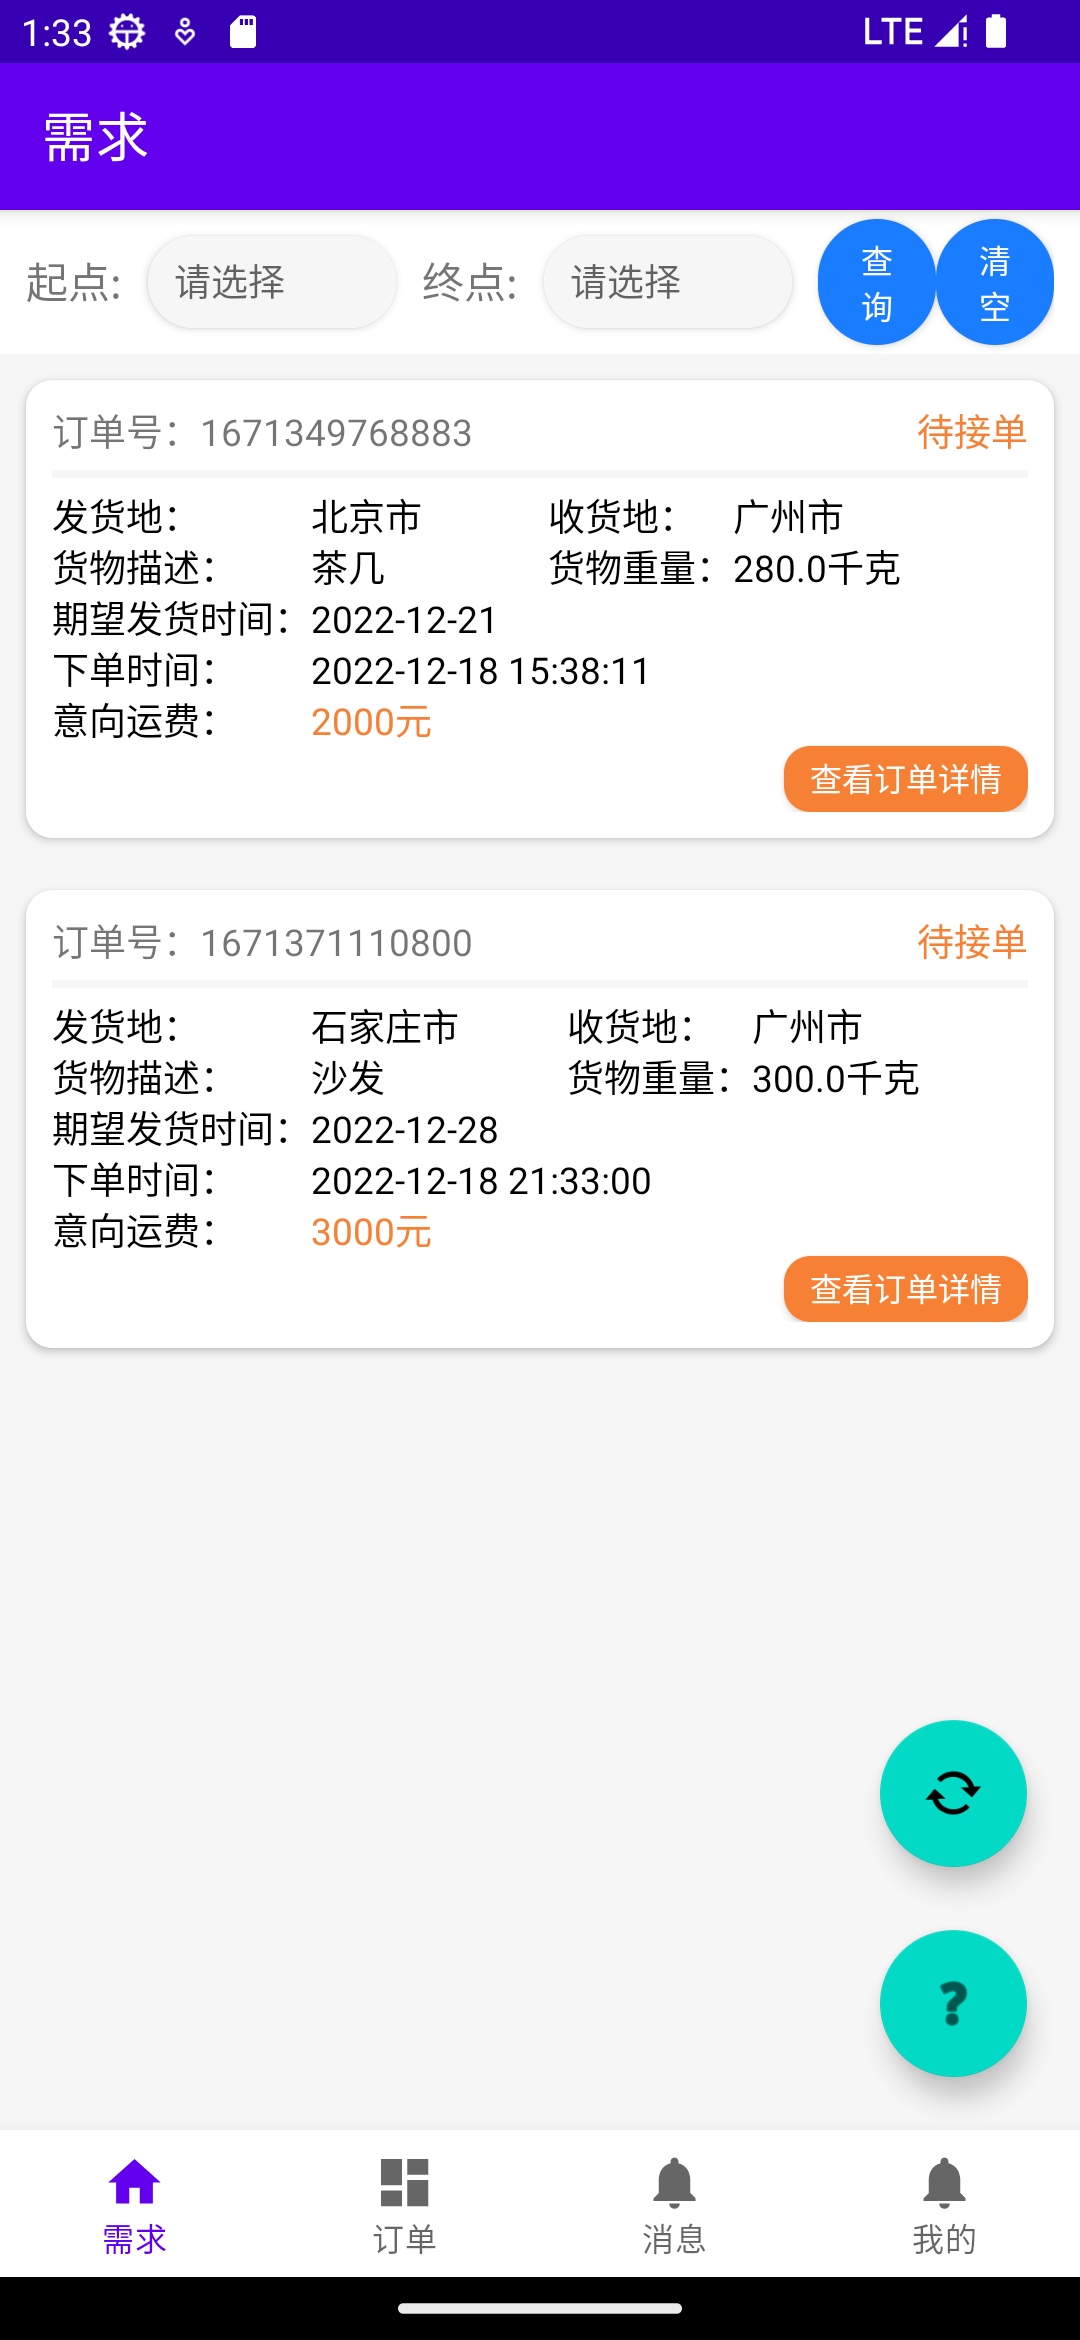 1:33 LTE
需求
起点: 请选择 终点: 请选择 查询 清空
订单号：1671349768883 待接单
发货地： 北京市 收货地： 广州市
货物描述： 茶几 货物重量：280.0千克
期望发货时间：2022-12-21
下单时间： 2022-12-18 15:38:11
意向运费： 2000元
查看订单详情
订单号：1671371110800 待接单
发货地： 石家庄市 收货地： 广州市
货物描述： 沙发 货物重量：300.0千克
期望发货时间：2022-12-28
下单时间： 2022-12-18 21:33:00
意向运费： 3000元
查看订单详情
?
需求 订单 消息 我的